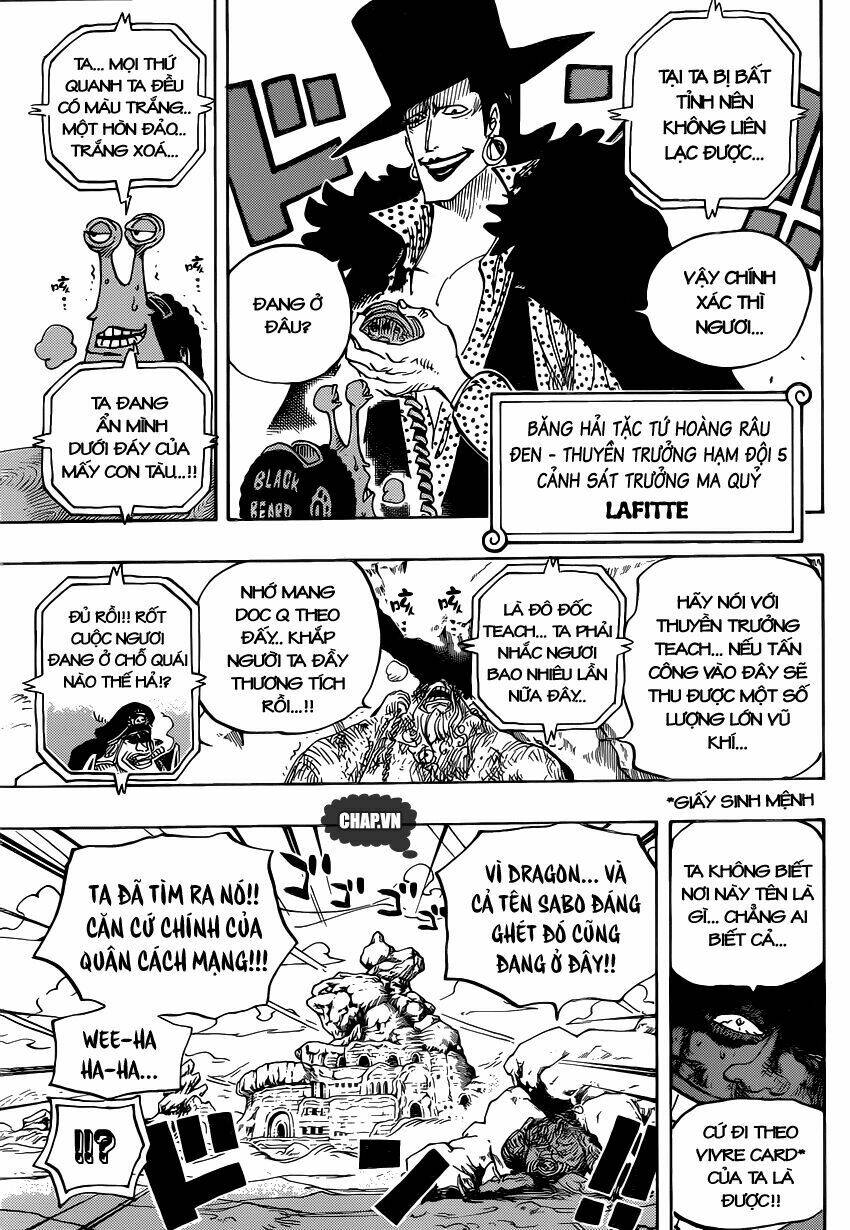 TẠI TA BỊ BẤT
TỈNH NÊN
KHÔNG LIÊN
LẠC ĐƯỢC...
VẬY CHÍNH
XÁC THÌ
NGƯƠI...
ĐANG Ở
ĐÂU?
BLACK
BEARD
BĂNG HẢI TẶC TỨ HOÀNG RÂU
ĐEN - THUYỀN TRƯỞNG HẠM ĐỘI 5
CẢNH SÁT TRƯỞNG MA QUỶ
LAFITTE
TA... MỌI THỨ
QUANH TA ĐỀU
CÓ MÀU TRẮNG..
MỘT HÒN ĐẢO..
TRẮNG XOÁ...
TA ĐANG
ẨN MÌNH
DƯỚI ĐÁY CỦA
MẤY CON TÀU...!!
HÃY NÓI VỚI
THUYỀN TRƯỞNG
TEACH... NẾU TẤN
CÔNG VÀO ĐÂY SẼ
THU ĐƯỢC MỘT SỐ
LƯỢNG LỚN VŨ
KHÍ...
LÀ ĐÔ ĐỐC
TEACH... TA PHẢI
NHẮC NGƯƠI
BAO NHIÊU LẦN
NỮA ĐÂY..
NHỚ MANG
DOC Q THEO
ĐẤY.. KHẮP
NGƯỜI TA ĐẦY
THƯƠNG TÍCH
RỒI...!!
ĐỦ RỒI!! RỐT
CUỘC NGƯƠI
ĐANG Ở CHỖ QUÁI
NÀO THẾ HẢ!?
*GIẤY SINH MỆNH
TA KHÔNG BIẾT
NƠI NÀY TÊN LÀ
GÌ... CHẲNG AI
BIẾT CẢ...
CỨ ĐI THEO
VIVRE CARD*
CỦA TA LÀ
ĐƯỢC!!
CHAP.VN
VÌ DRAGON... VÀ
CẢ TÊN SABO ĐÁNG
GHÉT ĐÓ CŨNG
ĐANG Ở ĐÂY!!
TA ĐÃ TÌM RA NÓ!!
CĂN CỨ CHÍNH CỦA
QUÂN CÁCH MẠNG!!!
WEE-HA
HA-HA...
!!?